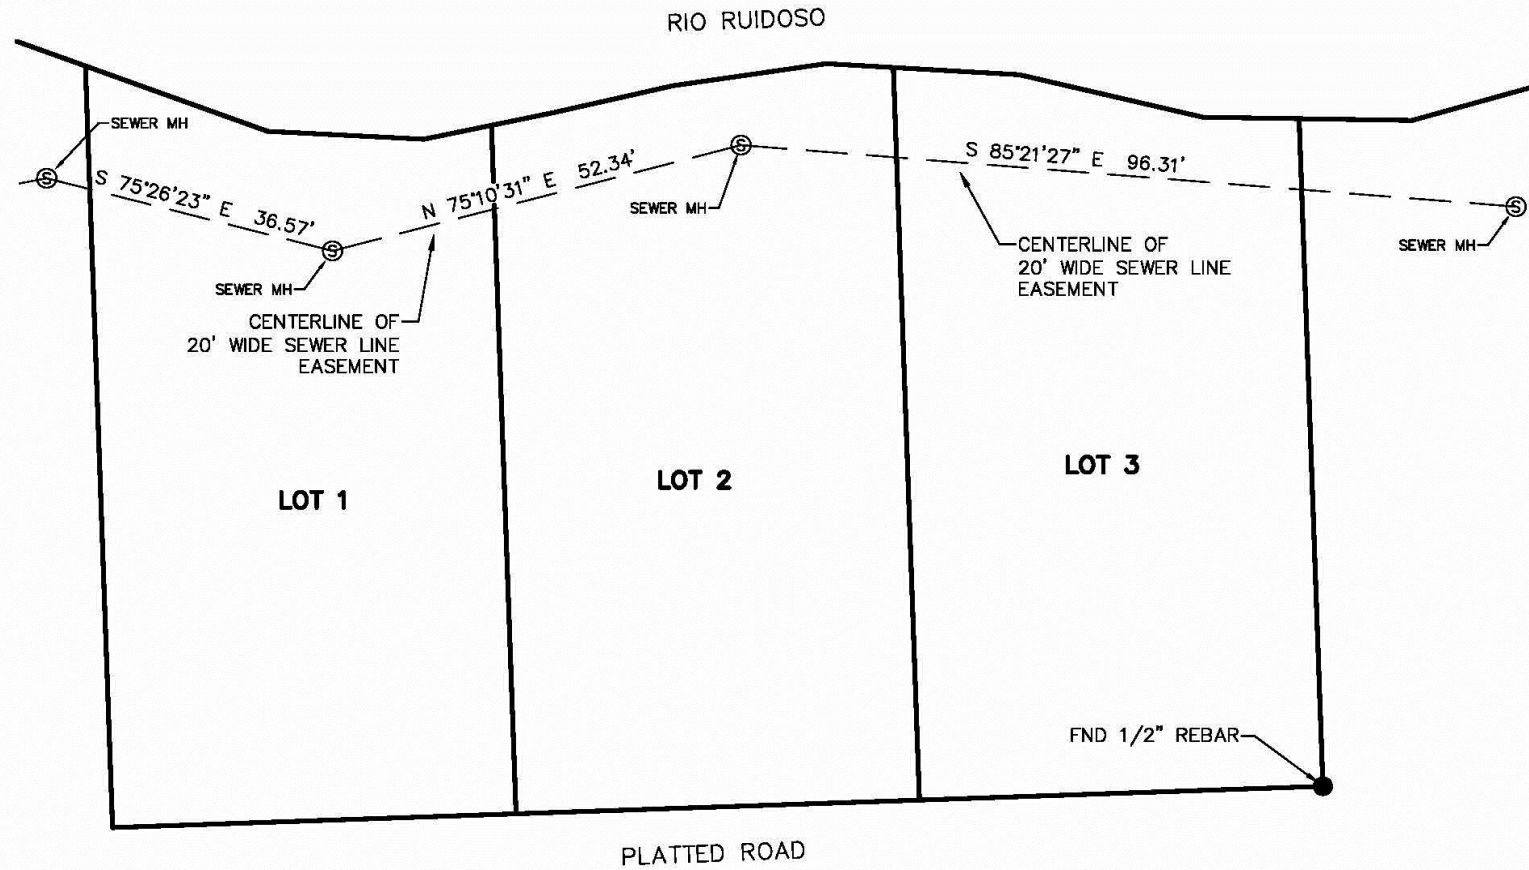 RIO RUIDOSO
SEWER MH
S 75°26'23" E 36.57'
N 75°10'31" E 52.34'
S 85°21'27" E 96.31'
SEWER MH
SEWER MH
SEWER MH
CENTERLINE OF
20' WIDE SEWER LINE
EASEMENT
CENTERLINE OF
20' WIDE SEWER LINE
EASEMENT
S
S
S
S
LOT 1
LOT 2
LOT 3
FND 1/2" REBAR
PLATTED ROAD